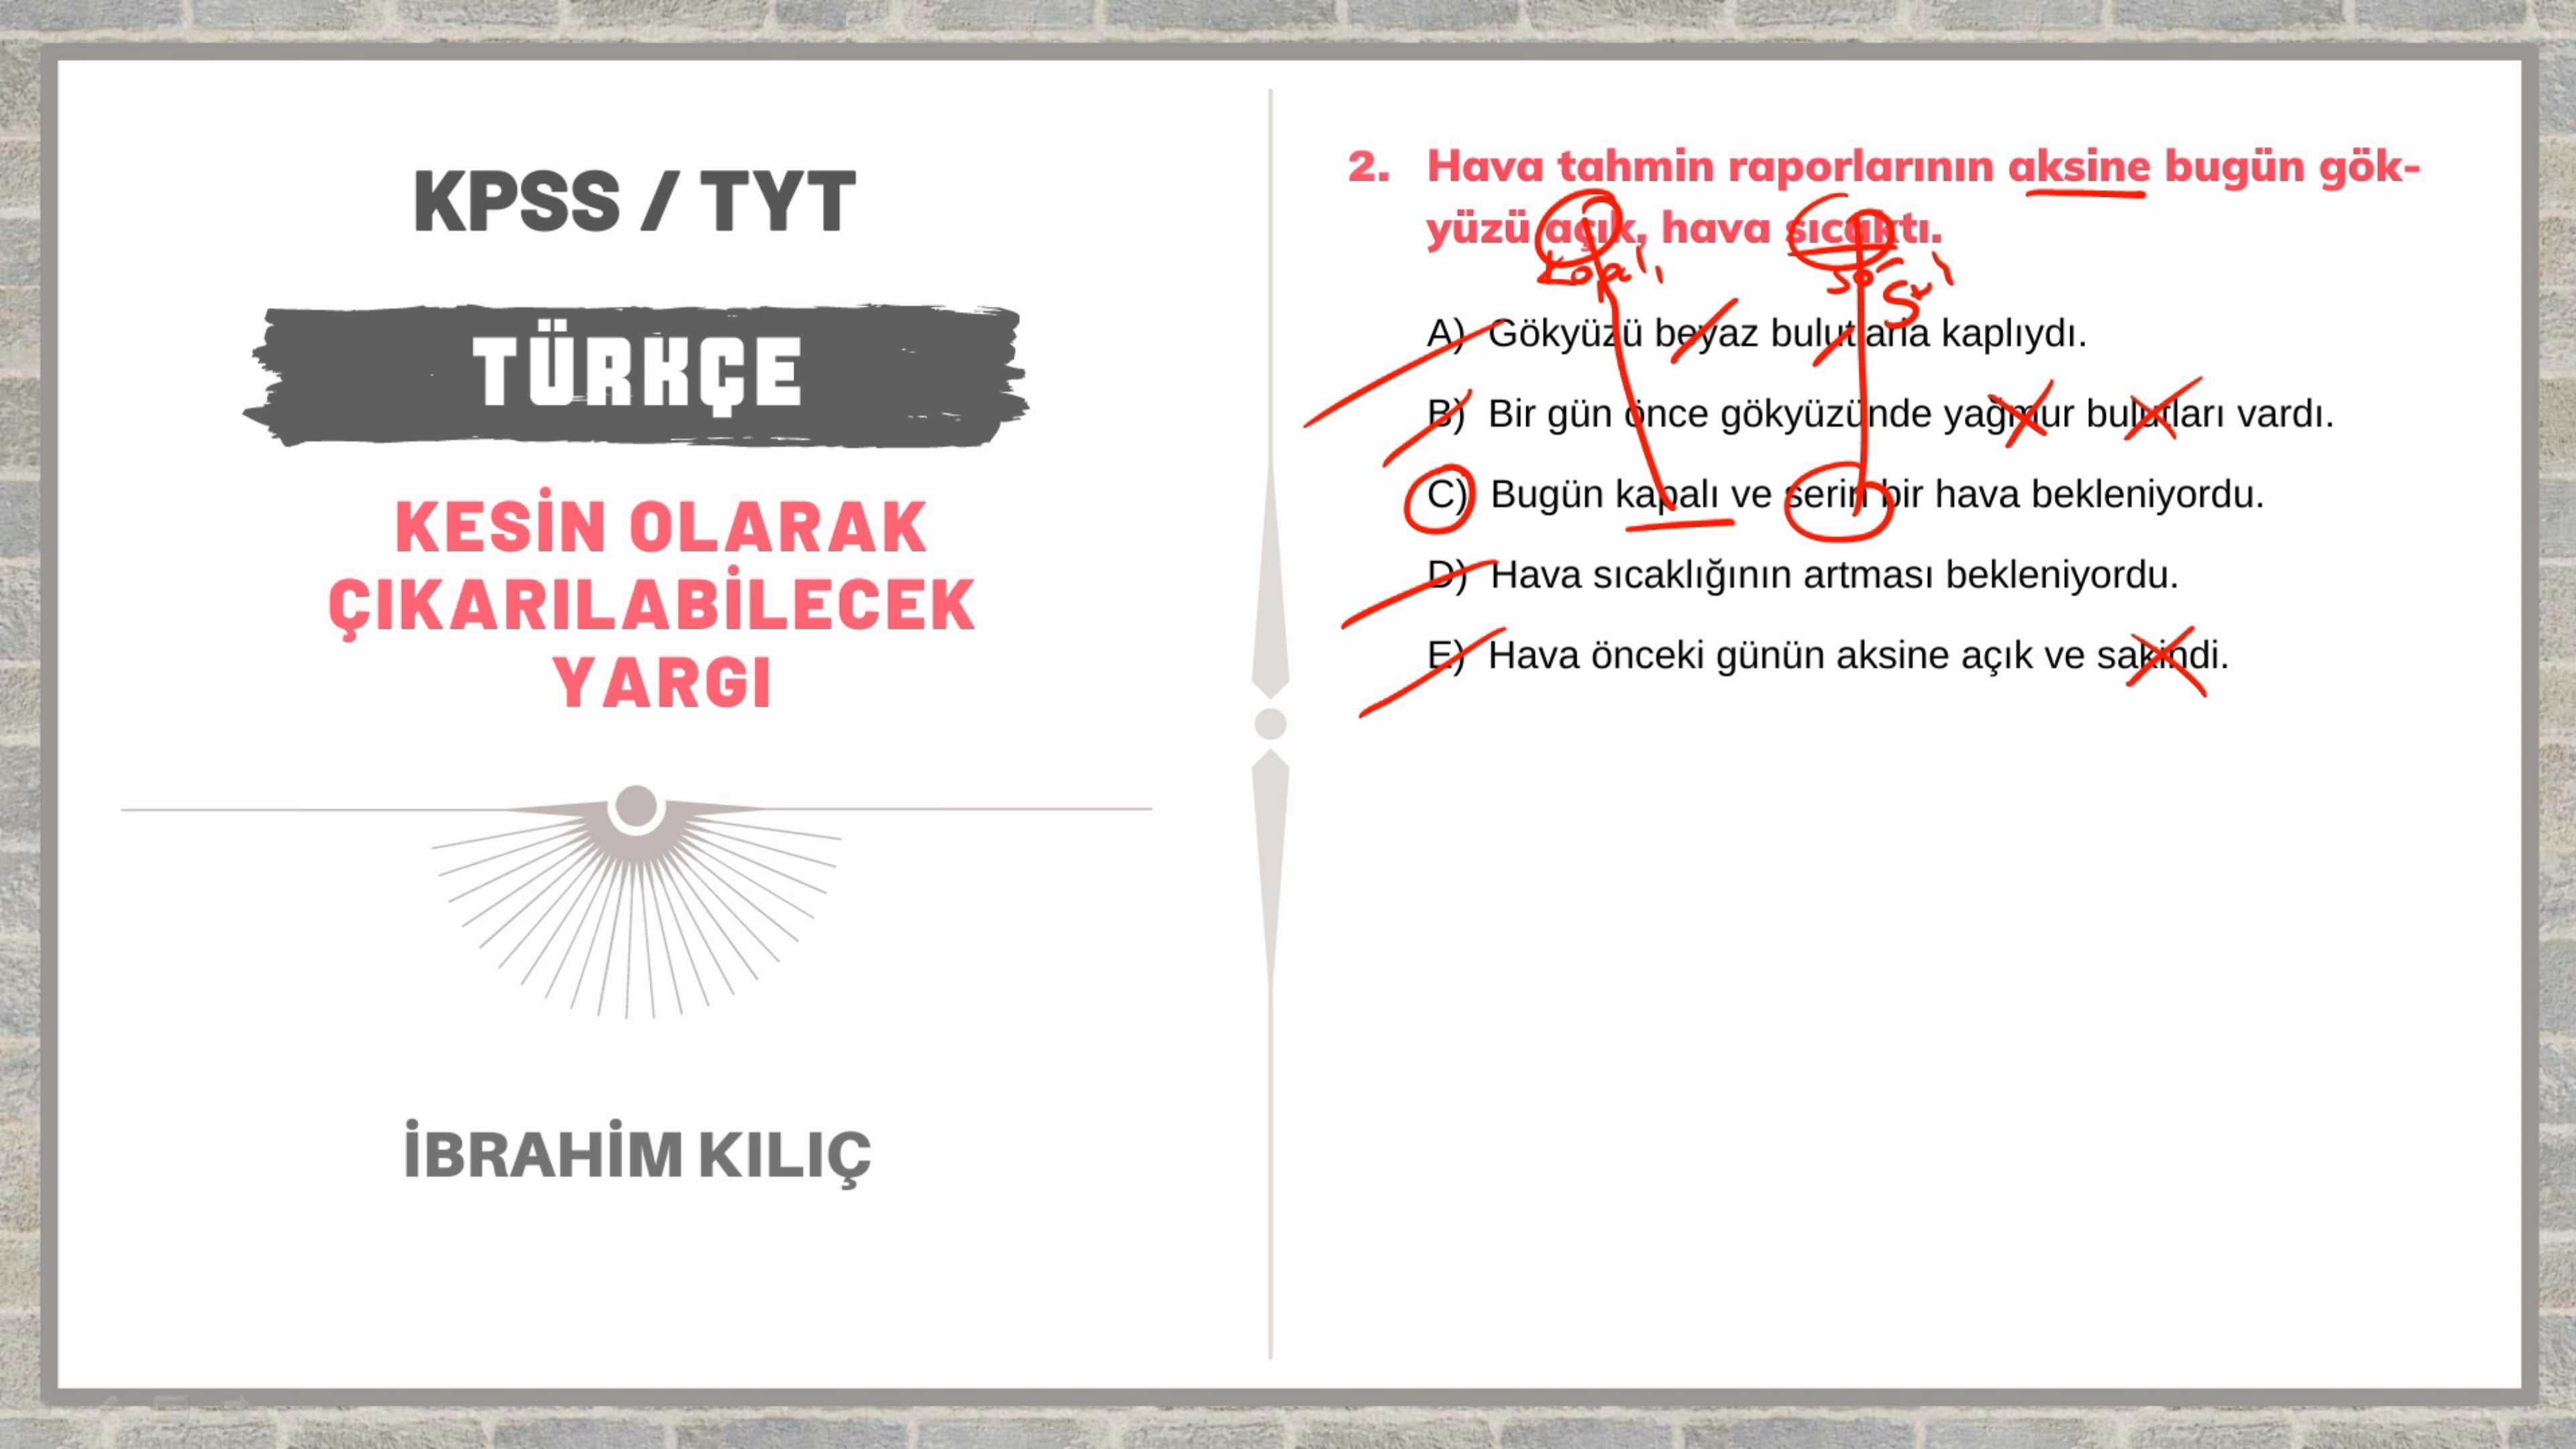 KPSS / TYT
TÜRKÇE
KESİN OLARAK
ÇIKARILABİLECEK
YARGI
İBRAHİM KILIÇ
2. Hava tahmin raporlarının aksine bugün gök-
yüzü açık, hava sıcaktı.
A) Gökyüzü beyaz bulutlarla kaplıydı.
B) Bir gün önce gökyüzünde yağmur bulutları vardı.
C) Bugün kapalı ve serin bir hava bekleniyordu.
D) Hava sıcaklığının artması bekleniyordu.
E) Hava önceki günün aksine açık ve sakindi.